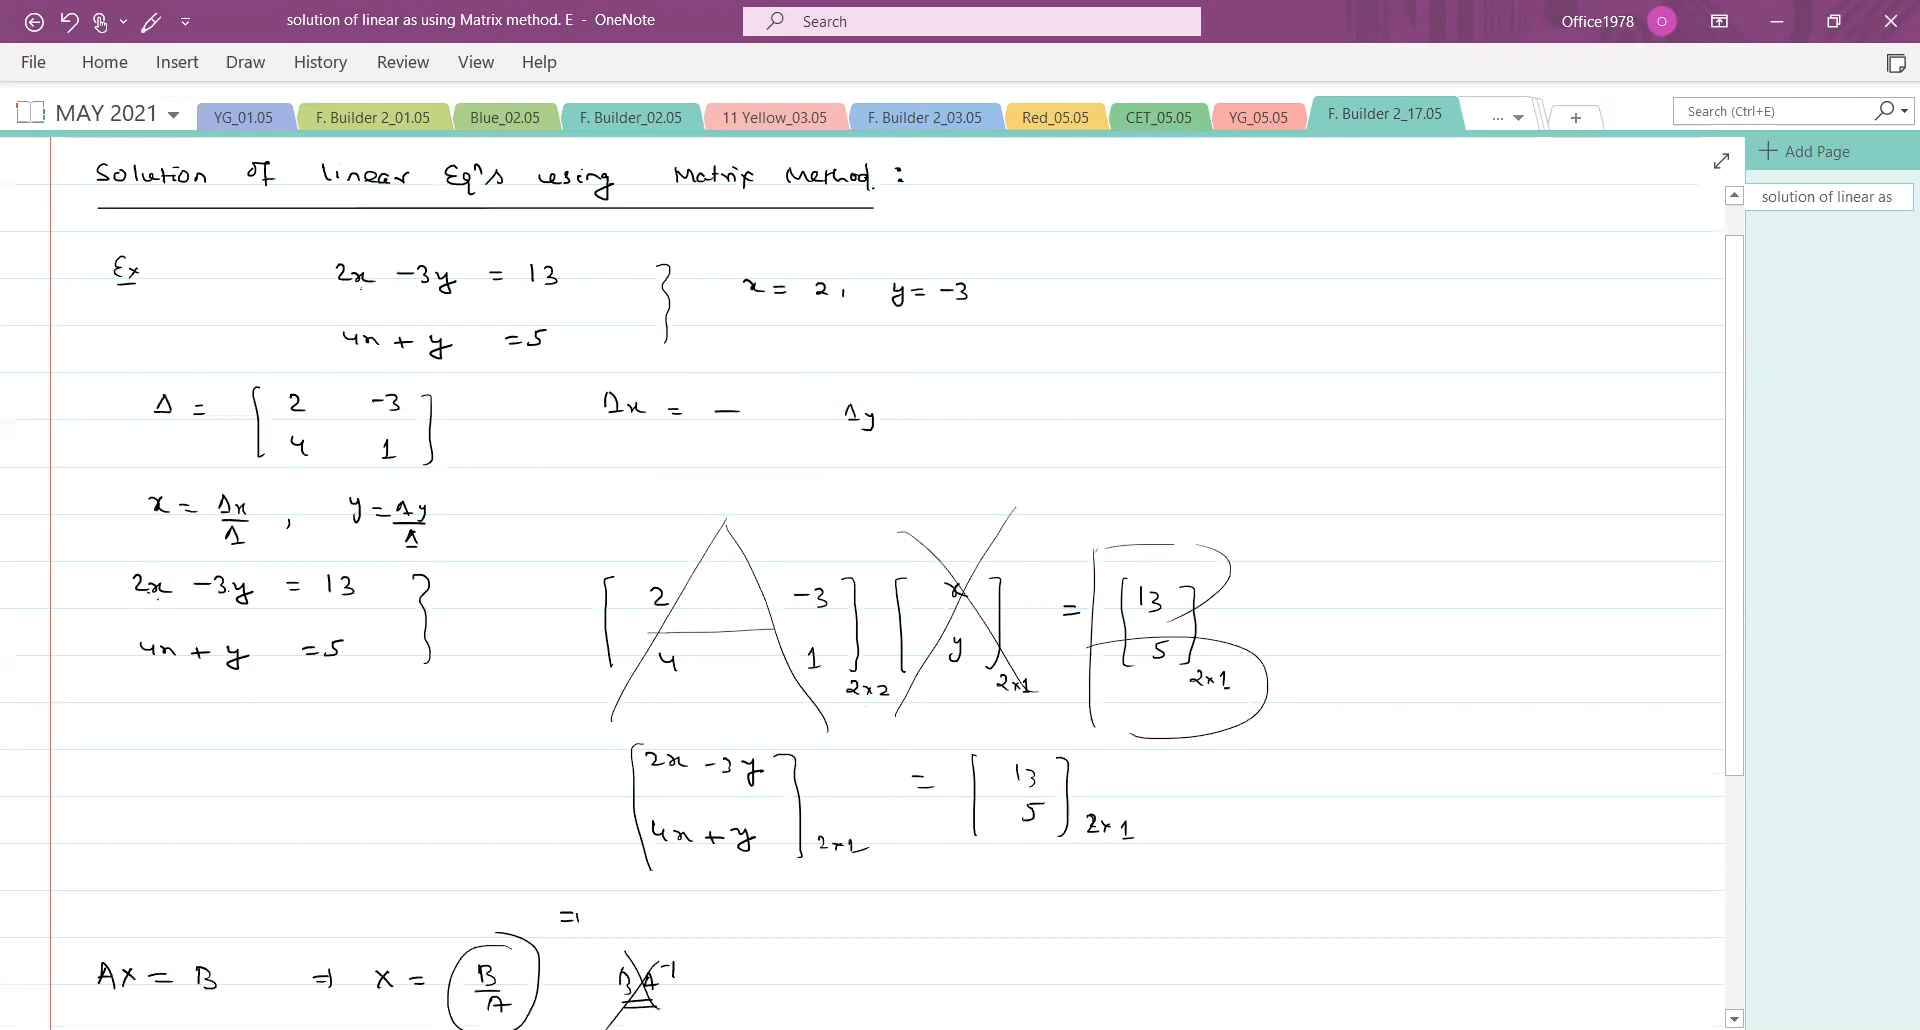 solution of linear as using Matrix method. E - OneNote
Search
Office1978
O
File Home Insert Draw History Review View Help
MAY 2021
YG_01.05 F. Builder 2_01.05 Blue_02.05 F. Builder_02.05 11 Yellow_03.05 F. Builder 2_03.05 Red_05.05 CET_05.05 YG_05.05 F. Builder 2_17.05 ... +
Search (Ctrl+E)
+ Add Page
solution of linear as
Solution of linear Eqⁿs using Matrix Method :
Ex 2x -3y = 13 } x = 2, y = -3
4x + y = 5
Δ = [ 2 -3
4 1 ] Δx = — Δy
x = Δx/Δ , y = Δy/Δ
2x -3y = 13 }
4x + y = 5
A X B
[ 2 -3
4 1 ]2×2 [ x
y ]2×1 = [ 13
5 ]2×1
[ 2x -3y
4x + y ]2×1 = [ 13
5 ]2×1
⇒
AX = B ⇒ X = B/A BA⁻¹